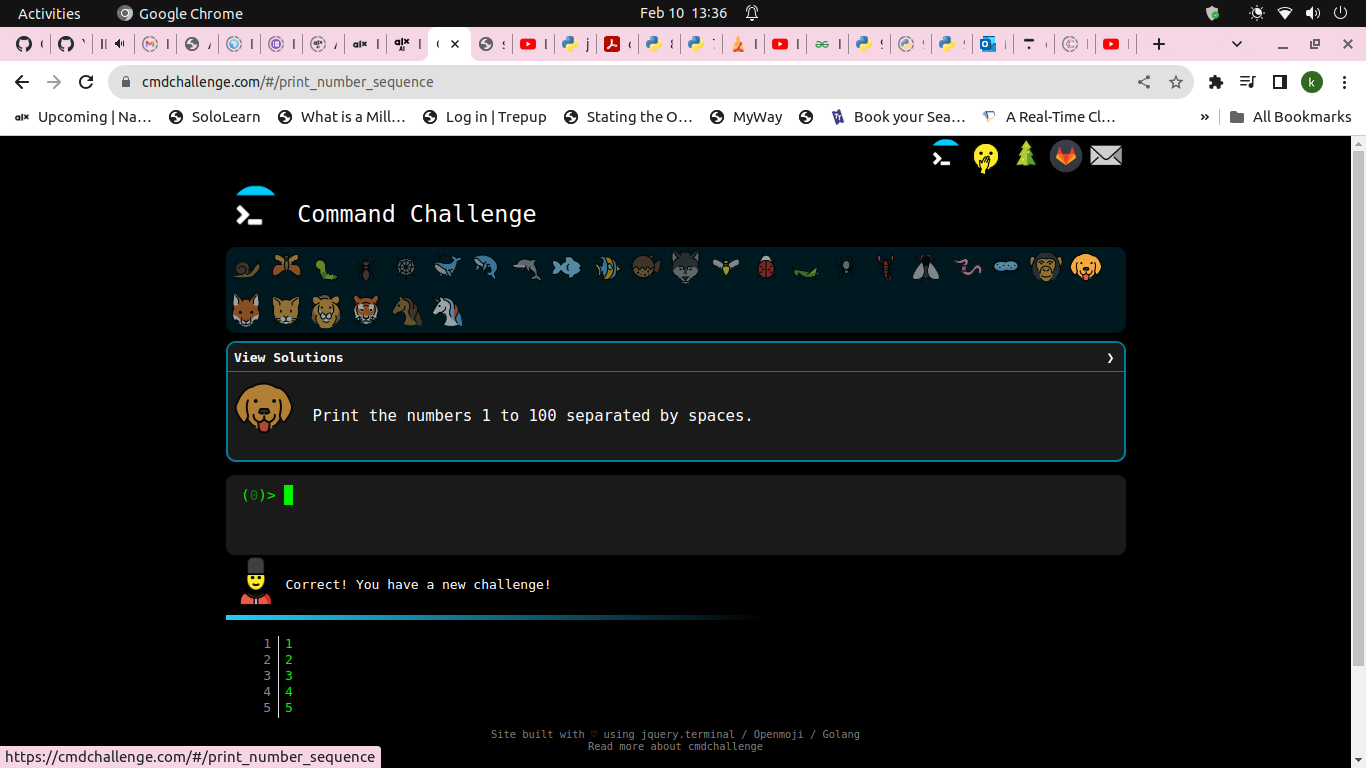 Activities Google Chrome Feb 10 13:36
cmdchallenge.com/#/print_number_sequence k
Upcoming | Na… SoloLearn What is a Mill… Log in | Trepup Stating the O… MyWay Book your Sea… A Real-Time Cl… » All Bookmarks
Command Challenge
View Solutions ❯
Print the numbers 1 to 100 separated by spaces.
(0)>
Correct! You have a new challenge!
1 1
2 2
3 3
4 4
5 5
Site built with ♡ using jquery.terminal / Openmoji / Golang
Read more about cmdchallenge
https://cmdchallenge.com/#/print_number_sequence